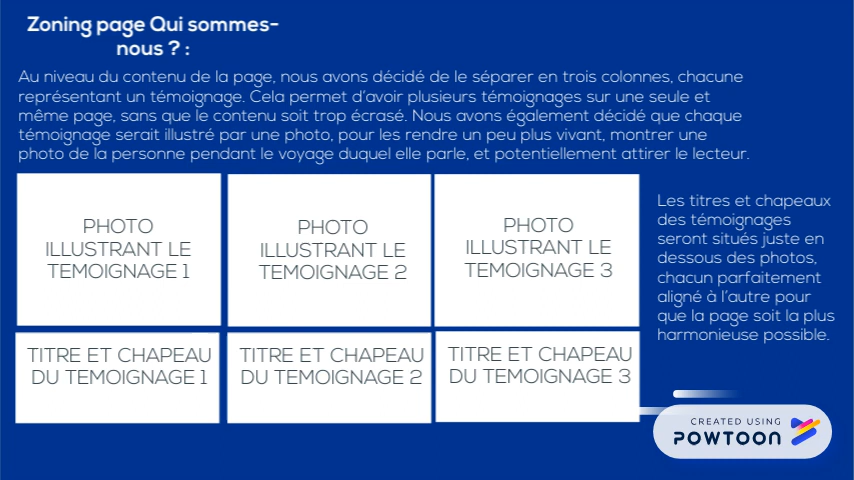 Zoning page Qui sommes-
nous ? :
Au niveau du contenu de la page, nous avons décidé de le séparer en trois colonnes, chacune
représentant un témoignage. Cela permet d'avoir plusieurs témoignages sur une seule et
même page, sans que le contenu soit trop écrasé. Nous avons également décidé que chaque
témoignage serait illustré par une photo, pour les rendre un peu plus vivant, montrer une
photo de la personne pendant le voyage duquel elle parle, et potentiellement attirer le lecteur.
PHOTO
ILLUSTRANT LE
TEMOIGNAGE 1
PHOTO
ILLUSTRANT LE
TEMOIGNAGE 2
PHOTO
ILLUSTRANT LE
TEMOIGNAGE 3
Les titres et chapeaux
des témoignages
seront situés juste en
dessous des photos,
chacun parfaitement
aligné à l'autre pour
que la page soit la plus
harmonieuse possible.
TITRE ET CHAPEAU
DU TEMOIGNAGE 1
TITRE ET CHAPEAU
DU TEMOIGNAGE 2
TITRE ET CHAPEAU
DU TEMOIGNAGE 3
CREATED USING
POWTOON